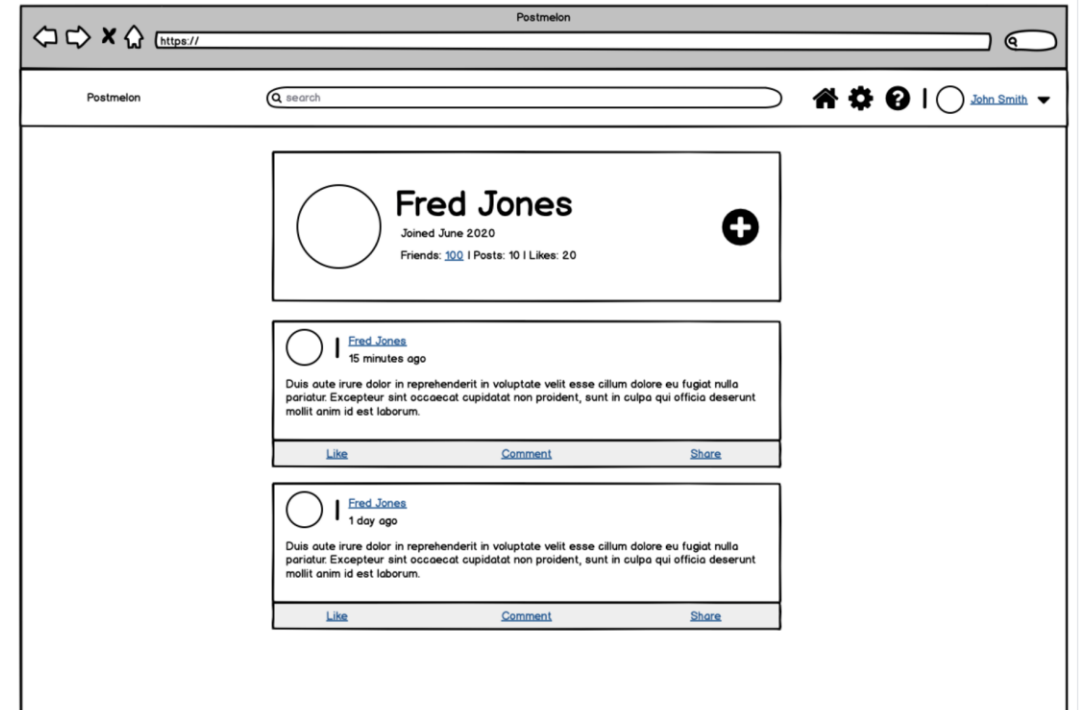 Postmelon
https://
Postmelon
search
John Smith
Fred Jones
Joined June 2020
Friends: 100 | Posts: 10 | Likes: 20
Fred Jones
15 minutes ago
Duis aute irure dolor in reprehenderit in voluptate velit esse cillum dolore eu fugiat nulla
pariatur. Excepteur sint occaecat cupidatat non proident, sunt in culpa qui officia deserunt
mollit anim id est laborum.
Like Comment Share
Fred Jones
1 day ago
Duis aute irure dolor in reprehenderit in voluptate velit esse cillum dolore eu fugiat nulla
pariatur. Excepteur sint occaecat cupidatat non proident, sunt in culpa qui officia deserunt
mollit anim id est laborum.
Like Comment Share